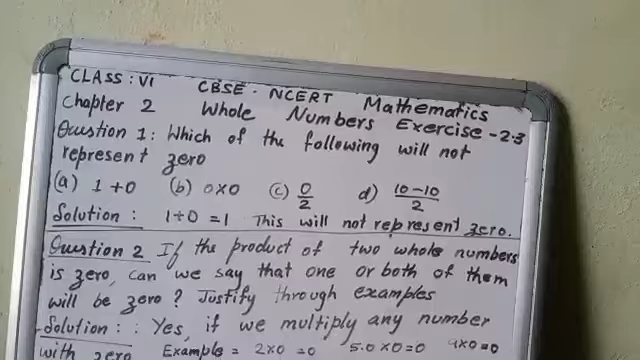 CLASS : VI CBSE - NCERT Mathematics
Chapter 2 Whole Numbers Exercise - 2.3
Question 1: Which of the following will not
represent zero
(a) 1+0 (b) 0×0 (c) 0/2 d) 10-10/2
Solution : 1+0 = 1 This will not represent zero.
Question 2 If the product of two whole numbers
is zero, can we say that one or both of them
will be zero ? Justify through examples
Solution : : Yes, if we multiply any number
with zero Example = 2×0 = 0 5.0×0=0 9×0=0